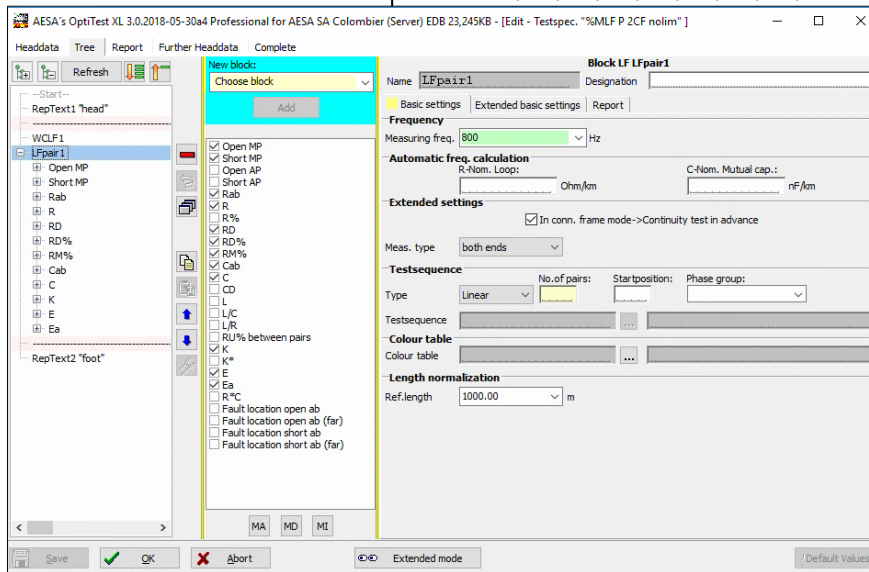 AESA's OptiTest XL 3.0.2018-05-30a4 Professional for AESA SA Colombier (Server) EDB 23,245KB - [Edit - Testspec. "%MLF P 2CF nolim" ]
Headdata Tree Report Further Headdata Complete
Refresh
--Start--
RepText1 "head"
WCLF1
LFpair1
Open MP
Short MP
Rab
R
RD
RD%
RM%
Cab
C
K
E
Ea
RepText2 "foot"
New block:
Choose block
Add
Open MP
Short MP
Open AP
Short AP
Rab
R
R%
RD
RD%
RM%
Cab
C
CD
L
L/C
L/R
RU% between pairs
K
K*
E
Ea
R*C
Fault location open ab
Fault location open ab (far)
Fault location short ab
Fault location short ab (far)
MA MD MI
Block LF LFpair1
Name LFpair1 Designation
Basic settings Extended basic settings Report
Frequency
Measuring freq. 800 Hz
Automatic freq. calculation
R-Nom. Loop: C-Nom. Mutual cap.:
Ohm/km nF/km
Extended settings
In conn. frame mode->Continuity test in advance
Meas. type both ends
Testsequence
No.of pairs: Startposition: Phase group:
Type Linear
Testsequence ...
Colour table
Colour table ...
Length normalization
Ref.length 1000.00 m
Save OK Abort Extended mode Default Values